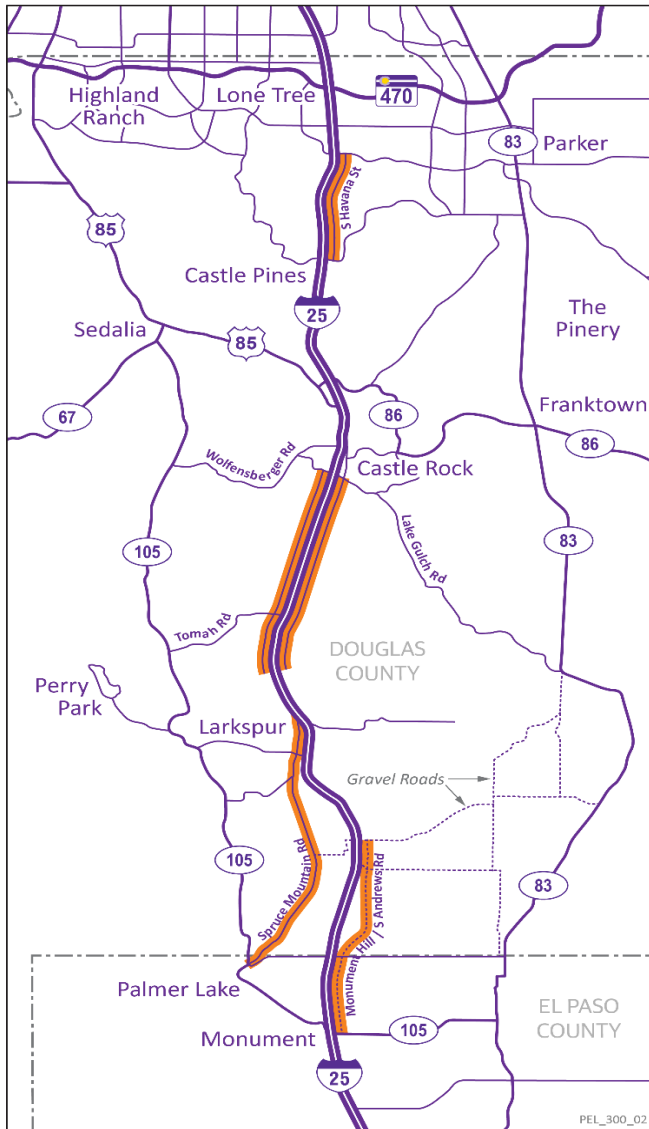 Highland
Ranch
Lone Tree
470
83
Parker
S Havana St
85
Castle Pines
25
The
Pinery
Sedalia
85
67
86
Franktown
86
Wolfensberger Rd
Castle Rock
Lake Gulch Rd
105
83
Tomah Rd
DOUGLAS
COUNTY
Perry
Park
Larkspur
Gravel Roads
105
Spruce Mountain Rd
Monument Hill / S Andrews Rd
83
Palmer Lake
EL PASO
COUNTY
Monument
105
25
PEL_300_02